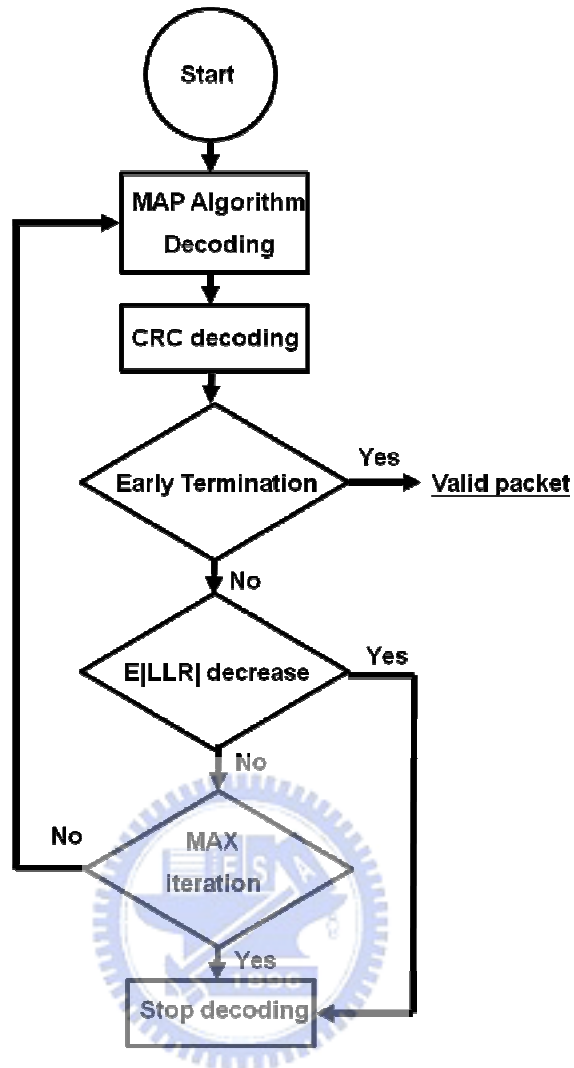 Start
MAP Algorithm
Decoding
CRC decoding
Early Termination
Yes
Valid packet
No
E|LLR| decrease
Yes
No
MAX
iteration
No
Yes
Stop decoding
E S A
1896